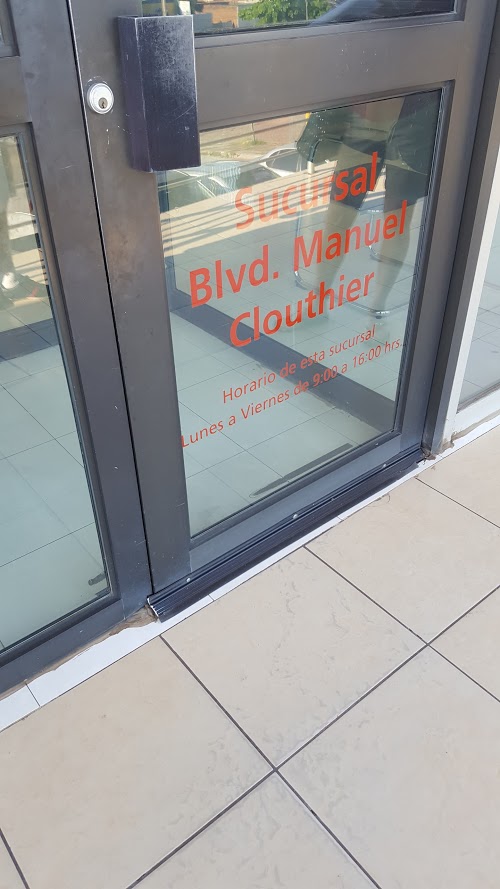 Sucursal
Blvd. Manuel
Clouthier
Horario de esta sucursal
Lunes a Viernes de 9:00 a 16:00 hrs.